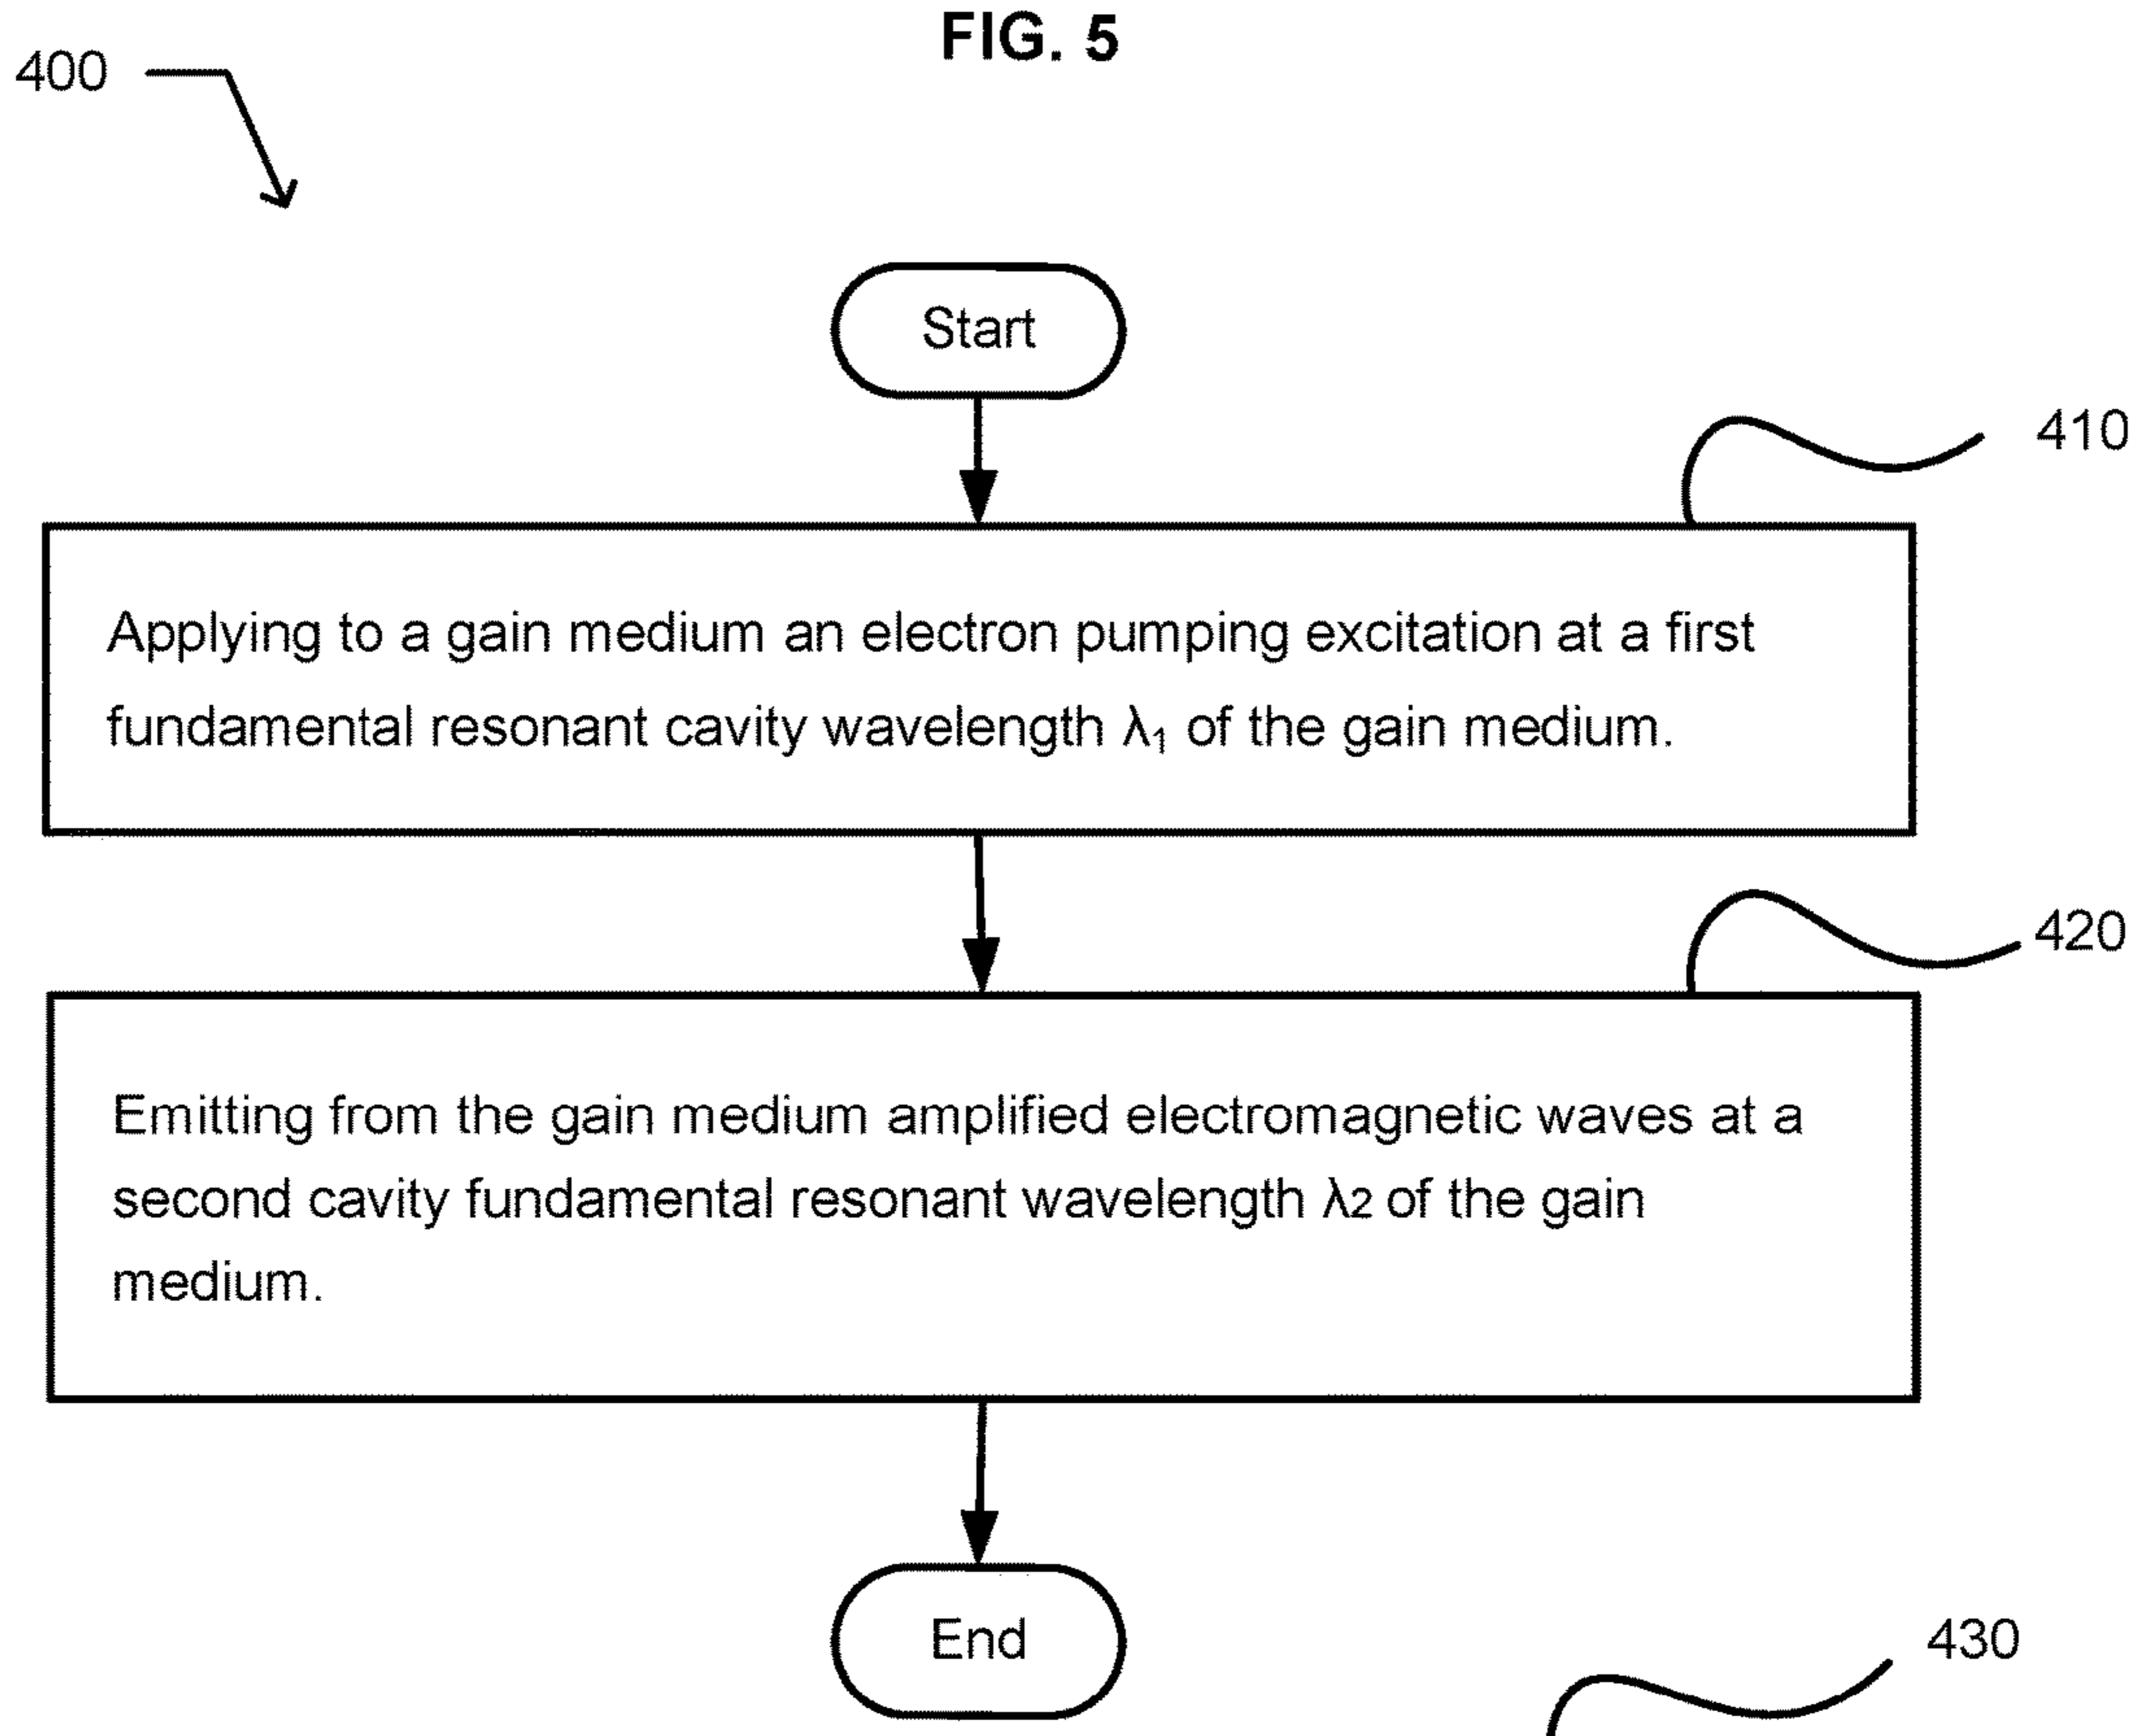 FIG. 5
400
Start
410
Applying to a gain medium an electron pumping excitation at a first
fundamental resonant cavity wavelength λ₁ of the gain medium.
420
Emitting from the gain medium amplified electromagnetic waves at a
second cavity fundamental resonant wavelength λ2 of the gain
medium.
End
430